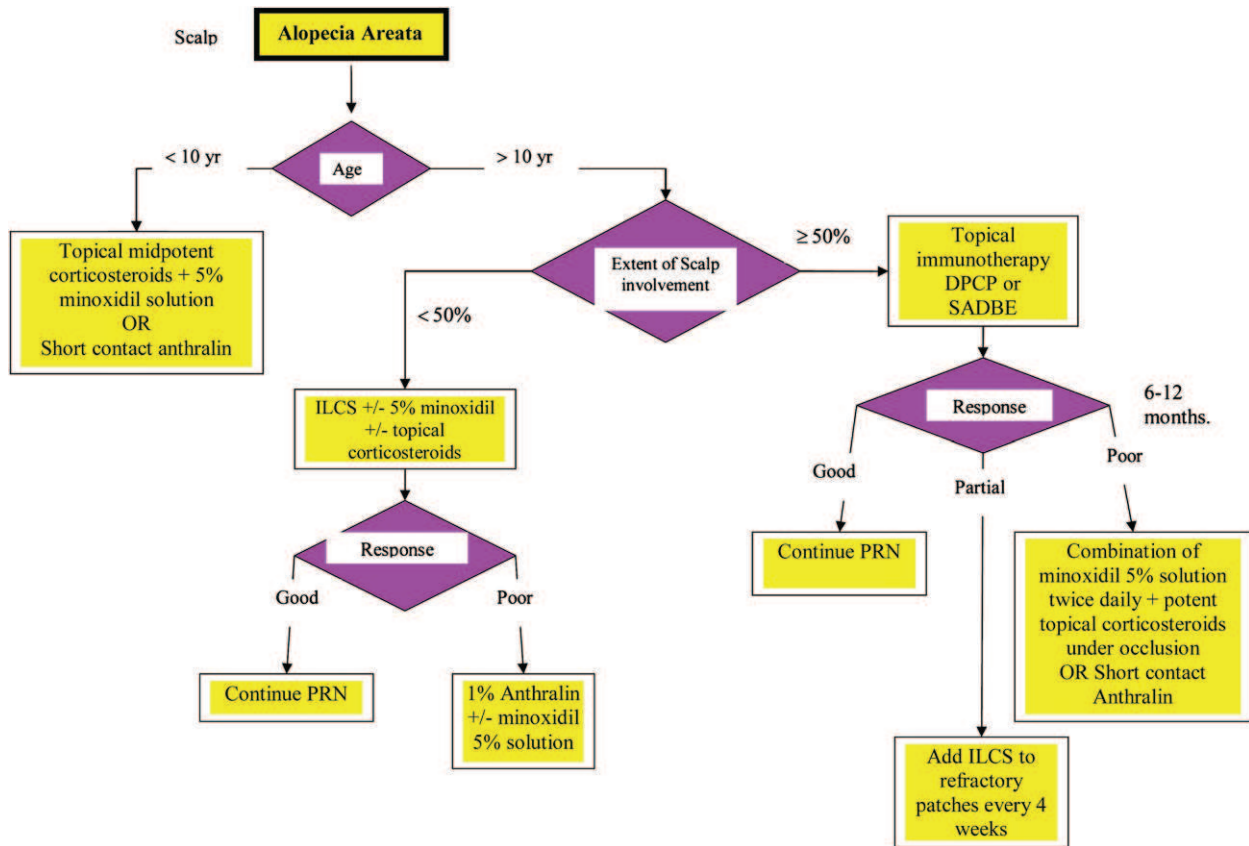 Scalp
Alopecia Areata
< 10 yr
> 10 yr
Age
Topical midpotent
corticosteroids + 5%
minoxidil solution
OR
Short contact anthralin
Extent of Scalp
involvement
≥ 50%
Topical
immunotherapy
DPCP or
SADBE
< 50%
ILCS +/- 5% minoxidil
+/- topical
corticosteroids
Response
6-12
months.
Good
Partial
Poor
Response
Good
Poor
Continue PRN
Combination of
minoxidil 5% solution
twice daily + potent
topical corticosteroids
under occlusion
OR Short contact
Anthralin
Continue PRN
1% Anthralin
+/- minoxidil
5% solution
Add ILCS to
refractory
patches every 4
weeks